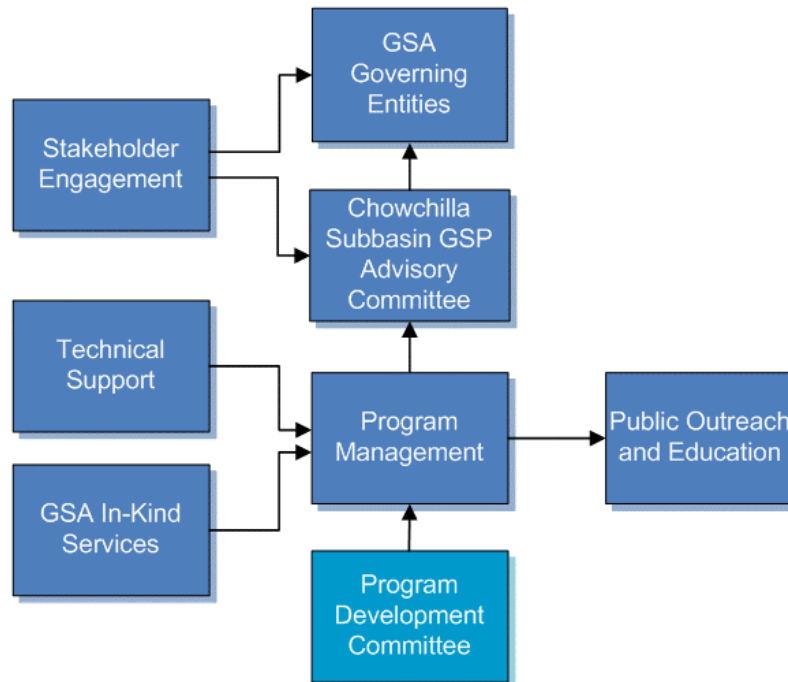 GSA
Governing
Entities
Stakeholder
Engagement
Chowchilla
Subbasin GSP
Advisory
Committee
Technical
Support
Program
Management
Public Outreach
and Education
GSA In-Kind
Services
Program
Development
Committee